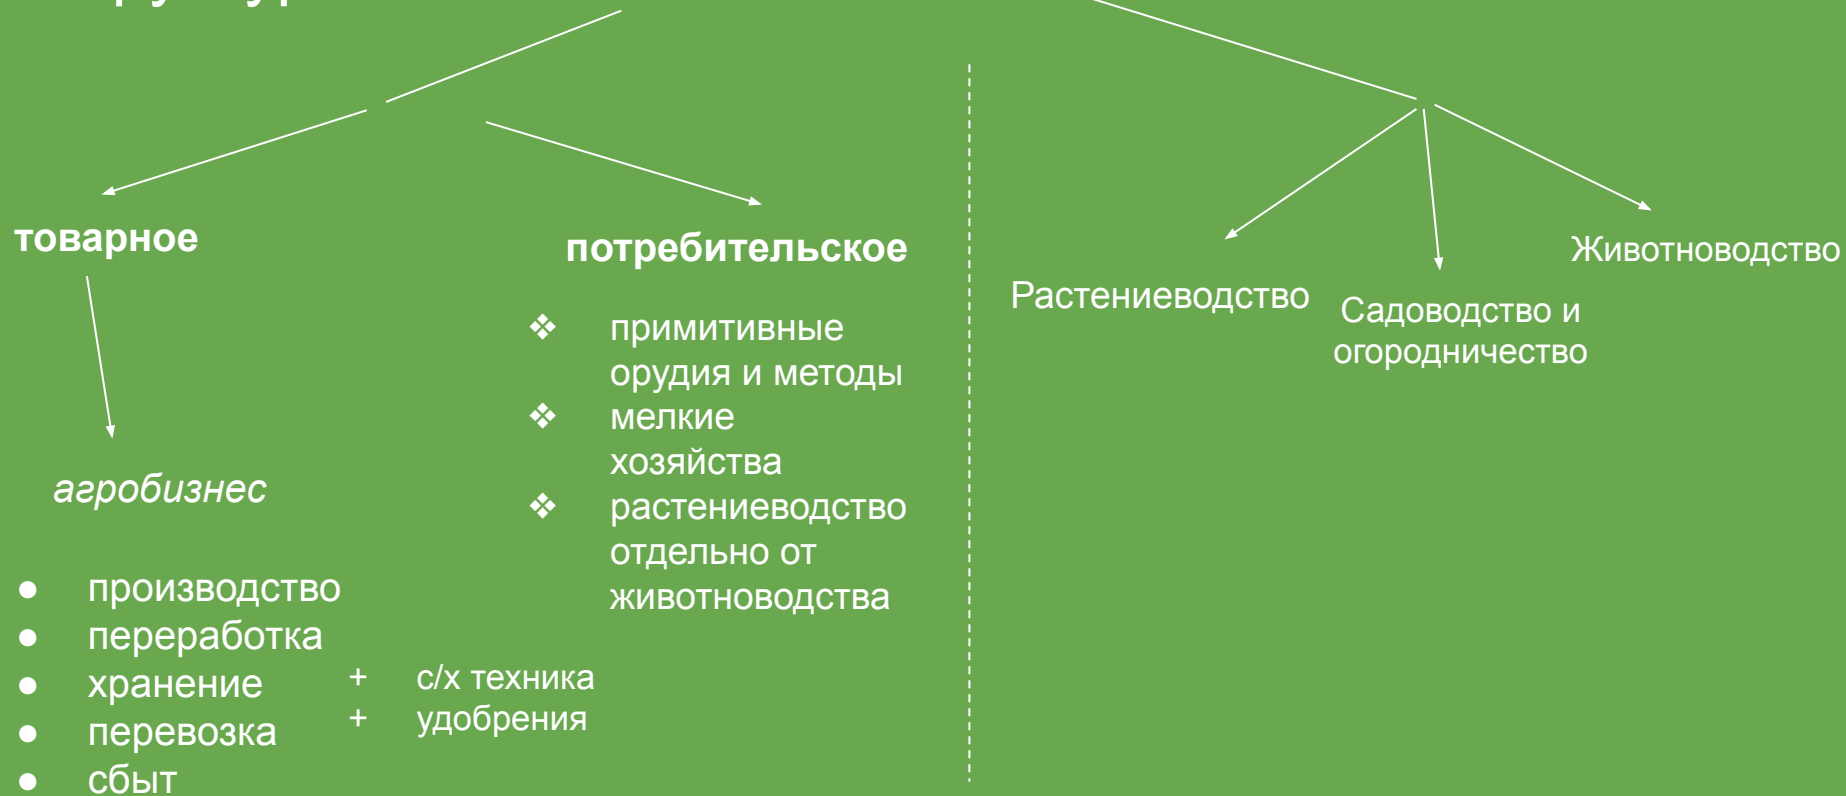 товарное
агробизнес
● производство
● переработка
● хранение
● перевозка
● сбыт
+ с/х техника
+ удобрения
потребительское
❖ примитивные
орудия и методы
❖ мелкие
хозяйства
❖ растениеводство
отдельно от
животноводства
Растениеводство
Садоводство и
огородничество
Животноводство